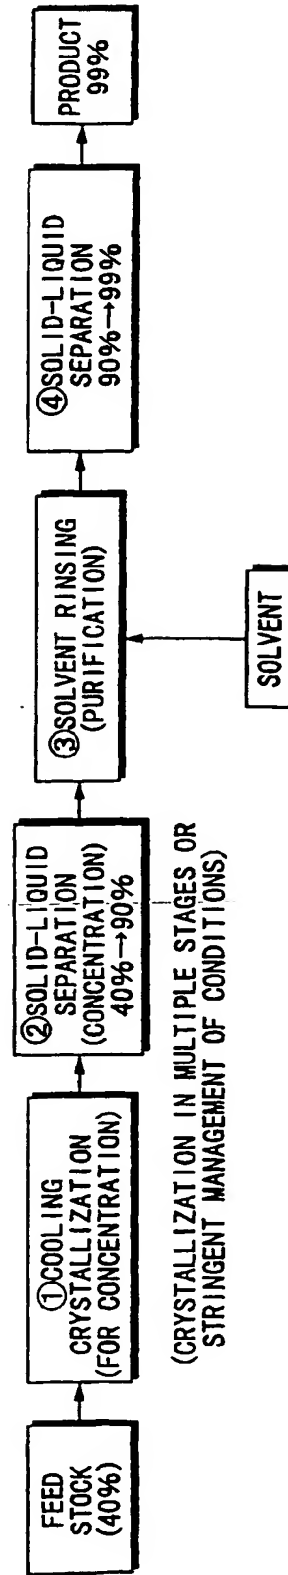 FEED
STOCK
(40%)
①COOLING
CRYSTALLIZATION
(FOR CONCENTRATION)
②SOLID-LIQUID
SEPARATION
(CONCENTRATION)
40%→90%
(CRYSTALLIZATION IN MULTIPLE STAGES OR
STRINGENT MANAGEMENT OF CONDITIONS)
③SOLVENT RINSING
(PURIFICATION)
SOLVENT
④SOLID-LIQUID
SEPARATION
90%→99%
PRODUCT
99%